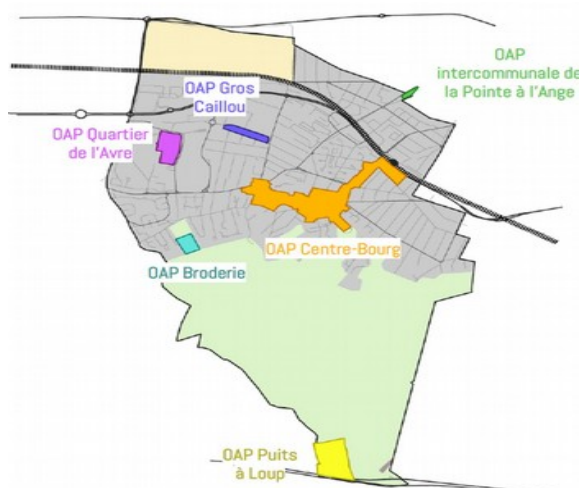 OAP
intercommunale de
la Pointe à l'Ange
OAP Gros
Caillou
OAP Quartier
de l'Avre
OAP Centre-Bourg
OAP Broderie
OAP Puits
à Loup